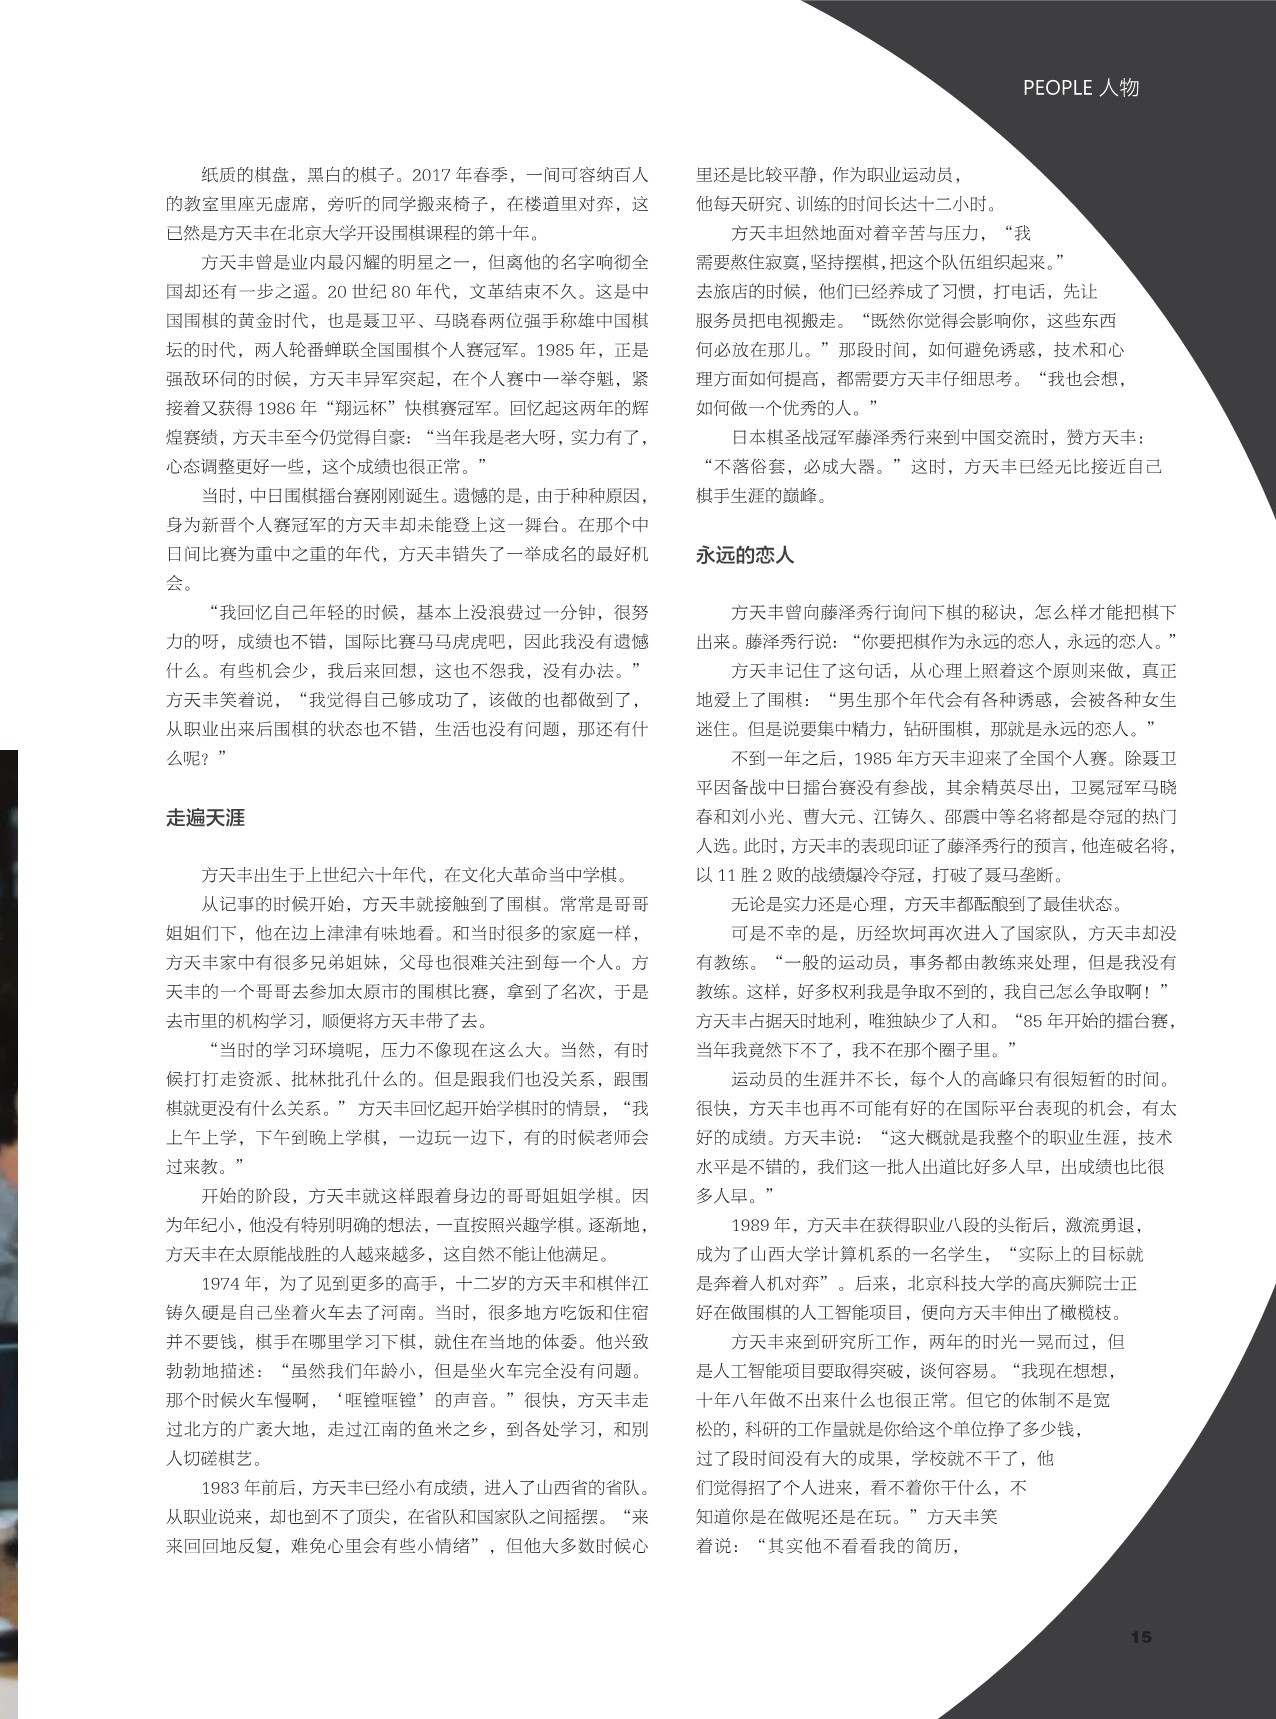 PEOPLE 人物
纸质的棋盘，黑白的棋子。2017 年春季，一间可容纳百人
的教室里座无虚席，旁听的同学搬来椅子，在楼道里对弈，这
已然是方天丰在北京大学开设围棋课程的第十年。
方天丰曾是业内最闪耀的明星之一，但离他的名字响彻全
国却还有一步之遥。20 世纪 80 年代，文革结束不久。这是中
国围棋的黄金时代，也是聂卫平、马晓春两位强手称雄中国棋
坛的时代，两人轮番蝉联全国围棋个人赛冠军。1985 年，正是
强敌环伺的时候，方天丰异军突起，在个人赛中一举夺魁，紧
接着又获得 1986 年“翔远杯”快棋赛冠军。回忆起这两年的辉
煌赛绩，方天丰至今仍觉得自豪：“当年我是老大呀，实力有了，
心态调整更好一些，这个成绩也很正常。”
当时，中日围棋擂台赛刚刚诞生。遗憾的是，由于种种原因，
身为新晋个人赛冠军的方天丰却未能登上这一舞台。在那个中
日间比赛为重中之重的年代，方天丰错失了一举成名的最好机
会。
“我回忆自己年轻的时候，基本上没浪费过一分钟，很努
力的呀，成绩也不错，国际比赛马马虎虎吧，因此我没有遗憾
什么。有些机会少，我后来回想，这也不怨我，没有办法。”
方天丰笑着说，“我觉得自己够成功了，该做的也都做到了，
从职业出来后围棋的状态也不错，生活也没有问题，那还有什
么呢？”
走遍天涯
方天丰出生于上世纪六十年代，在文化大革命当中学棋。
从记事的时候开始，方天丰就接触到了围棋。常常是哥哥
姐姐们下，他在边上津津有味地看。和当时很多的家庭一样，
方天丰家中有很多兄弟姐妹，父母也很难关注到每一个人。方
天丰的一个哥哥去参加太原市的围棋比赛，拿到了名次，于是
去市里的机构学习，顺便将方天丰带了去。
“当时的学习环境呢，压力不像现在这么大。当然，有时
候打打走资派、批林批孔什么的。但是跟我们也没关系，跟围
棋就更没有什么关系。” 方天丰回忆起开始学棋时的情景，“我
上午上学，下午到晚上学棋，一边玩一边下，有的时候老师会
过来教。”
开始的阶段，方天丰就这样跟着身边的哥哥姐姐学棋。因
为年纪小，他没有特别明确的想法，一直按照兴趣学棋。逐渐地，
方天丰在太原能战胜的人越来越多，这自然不能让他满足。
1974 年，为了见到更多的高手，十二岁的方天丰和棋伴江
铸久硬是自己坐着火车去了河南。当时，很多地方吃饭和住宿
并不要钱，棋手在哪里学习下棋，就住在当地的体委。他兴致
勃勃地描述：“虽然我们年龄小，但是坐火车完全没有问题。
那个时候火车慢啊，‘哐镗哐镗’的声音。”很快，方天丰走
过北方的广袤大地，走过江南的鱼米之乡，到各处学习，和别
人切磋棋艺。
1983 年前后，方天丰已经小有成绩，进入了山西省的省队。
从职业说来，却也到不了顶尖，在省队和国家队之间摇摆。“来
来回回地反复，难免心里会有些小情绪”，但他大多数时候心
里还是比较平静，作为职业运动员，
他每天研究、训练的时间长达十二小时。
方天丰坦然地面对着辛苦与压力，“我
需要熬住寂寞，坚持摆棋，把这个队伍组织起来。”
去旅店的时候，他们已经养成了习惯，打电话，先让
服务员把电视搬走。“既然你觉得会影响你，这些东西
何必放在那儿。”那段时间，如何避免诱惑，技术和心
理方面如何提高，都需要方天丰仔细思考。“我也会想，
如何做一个优秀的人。”
日本棋圣战冠军藤泽秀行来到中国交流时，赞方天丰：
“不落俗套，必成大器。”这时，方天丰已经无比接近自己
棋手生涯的巅峰。
永远的恋人
方天丰曾向藤泽秀行询问下棋的秘诀，怎么样才能把棋下
出来。藤泽秀行说：“你要把棋作为永远的恋人，永远的恋人。”
方天丰记住了这句话，从心理上照着这个原则来做，真正
地爱上了围棋：“男生那个年代会有各种诱惑，会被各种女生
迷住。但是说要集中精力，钻研围棋，那就是永远的恋人。”
不到一年之后，1985 年方天丰迎来了全国个人赛。除聂卫
平因备战中日擂台赛没有参战，其余精英尽出，卫冕冠军马晓
春和刘小光、曹大元、江铸久、邵震中等名将都是夺冠的热门
人选。此时，方天丰的表现印证了藤泽秀行的预言，他连破名将，
以 11 胜 2 败的战绩爆冷夺冠，打破了聂马垄断。
无论是实力还是心理，方天丰都酝酿到了最佳状态。
可是不幸的是，历经坎坷再次进入了国家队，方天丰却没
有教练。“一般的运动员，事务都由教练来处理，但是我没有
教练。这样，好多权利我是争取不到的，我自己怎么争取啊！”
方天丰占据天时地利，唯独缺少了人和。“85 年开始的擂台赛，
当年我竟然下不了，我不在那个圈子里。”
运动员的生涯并不长，每个人的高峰只有很短暂的时间。
很快，方天丰也再不可能有好的在国际平台表现的机会，有太
好的成绩。方天丰说：“这大概就是我整个的职业生涯，技术
水平是不错的，我们这一批人出道比好多人早，出成绩也比很
多人早。”
1989 年，方天丰在获得职业八段的头衔后，激流勇退，
成为了山西大学计算机系的一名学生，“实际上的目标就
是奔着人机对弈”。后来，北京科技大学的高庆狮院士正
好在做围棋的人工智能项目，便向方天丰伸出了橄榄枝。
方天丰来到研究所工作，两年的时光一晃而过，但
是人工智能项目要取得突破，谈何容易。“我现在想想，
十年八年做不出来什么也很正常。但它的体制不是宽
松的，科研的工作量就是你给这个单位挣了多少钱，
过了段时间没有大的成果，学校就不干了，他
们觉得招了个人进来，看不着你干什么，不
知道你是在做呢还是在玩。”方天丰笑
着说：“其实他不看看我的简历，
15